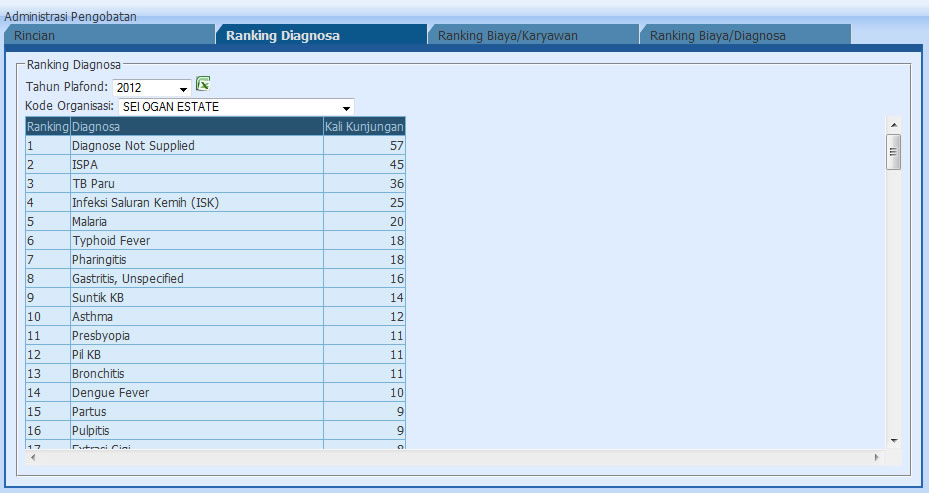 Administrasi Pengobatan
Rincian Ranking Diagnosa Ranking Biaya/Karyawan Ranking Biaya/Diagnosa
Ranking Diagnosa
Tahun Plafond: 2012
Kode Organisasi: SEI OGAN ESTATE
Ranking Diagnosa Kali Kunjungan
1 Diagnose Not Supplied 57
2 ISPA 45
3 TB Paru 36
4 Infeksi Saluran Kemih (ISK) 25
5 Malaria 20
6 Typhoid Fever 18
7 Pharingitis 18
8 Gastritis, Unspecified 16
9 Suntik KB 14
10 Asthma 12
11 Presbyopia 11
12 Pil KB 11
13 Bronchitis 11
14 Dengue Fever 10
15 Partus 9
16 Pulpitis 9
17 Extrasi Gigi 8